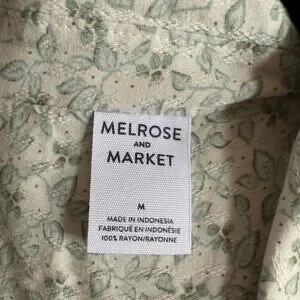 MELROSE
AND
MARKET
M
MADE IN INDONESIA
FABRIQUÉ EN INDONÉSIE
100% RAYON/RAYONNE